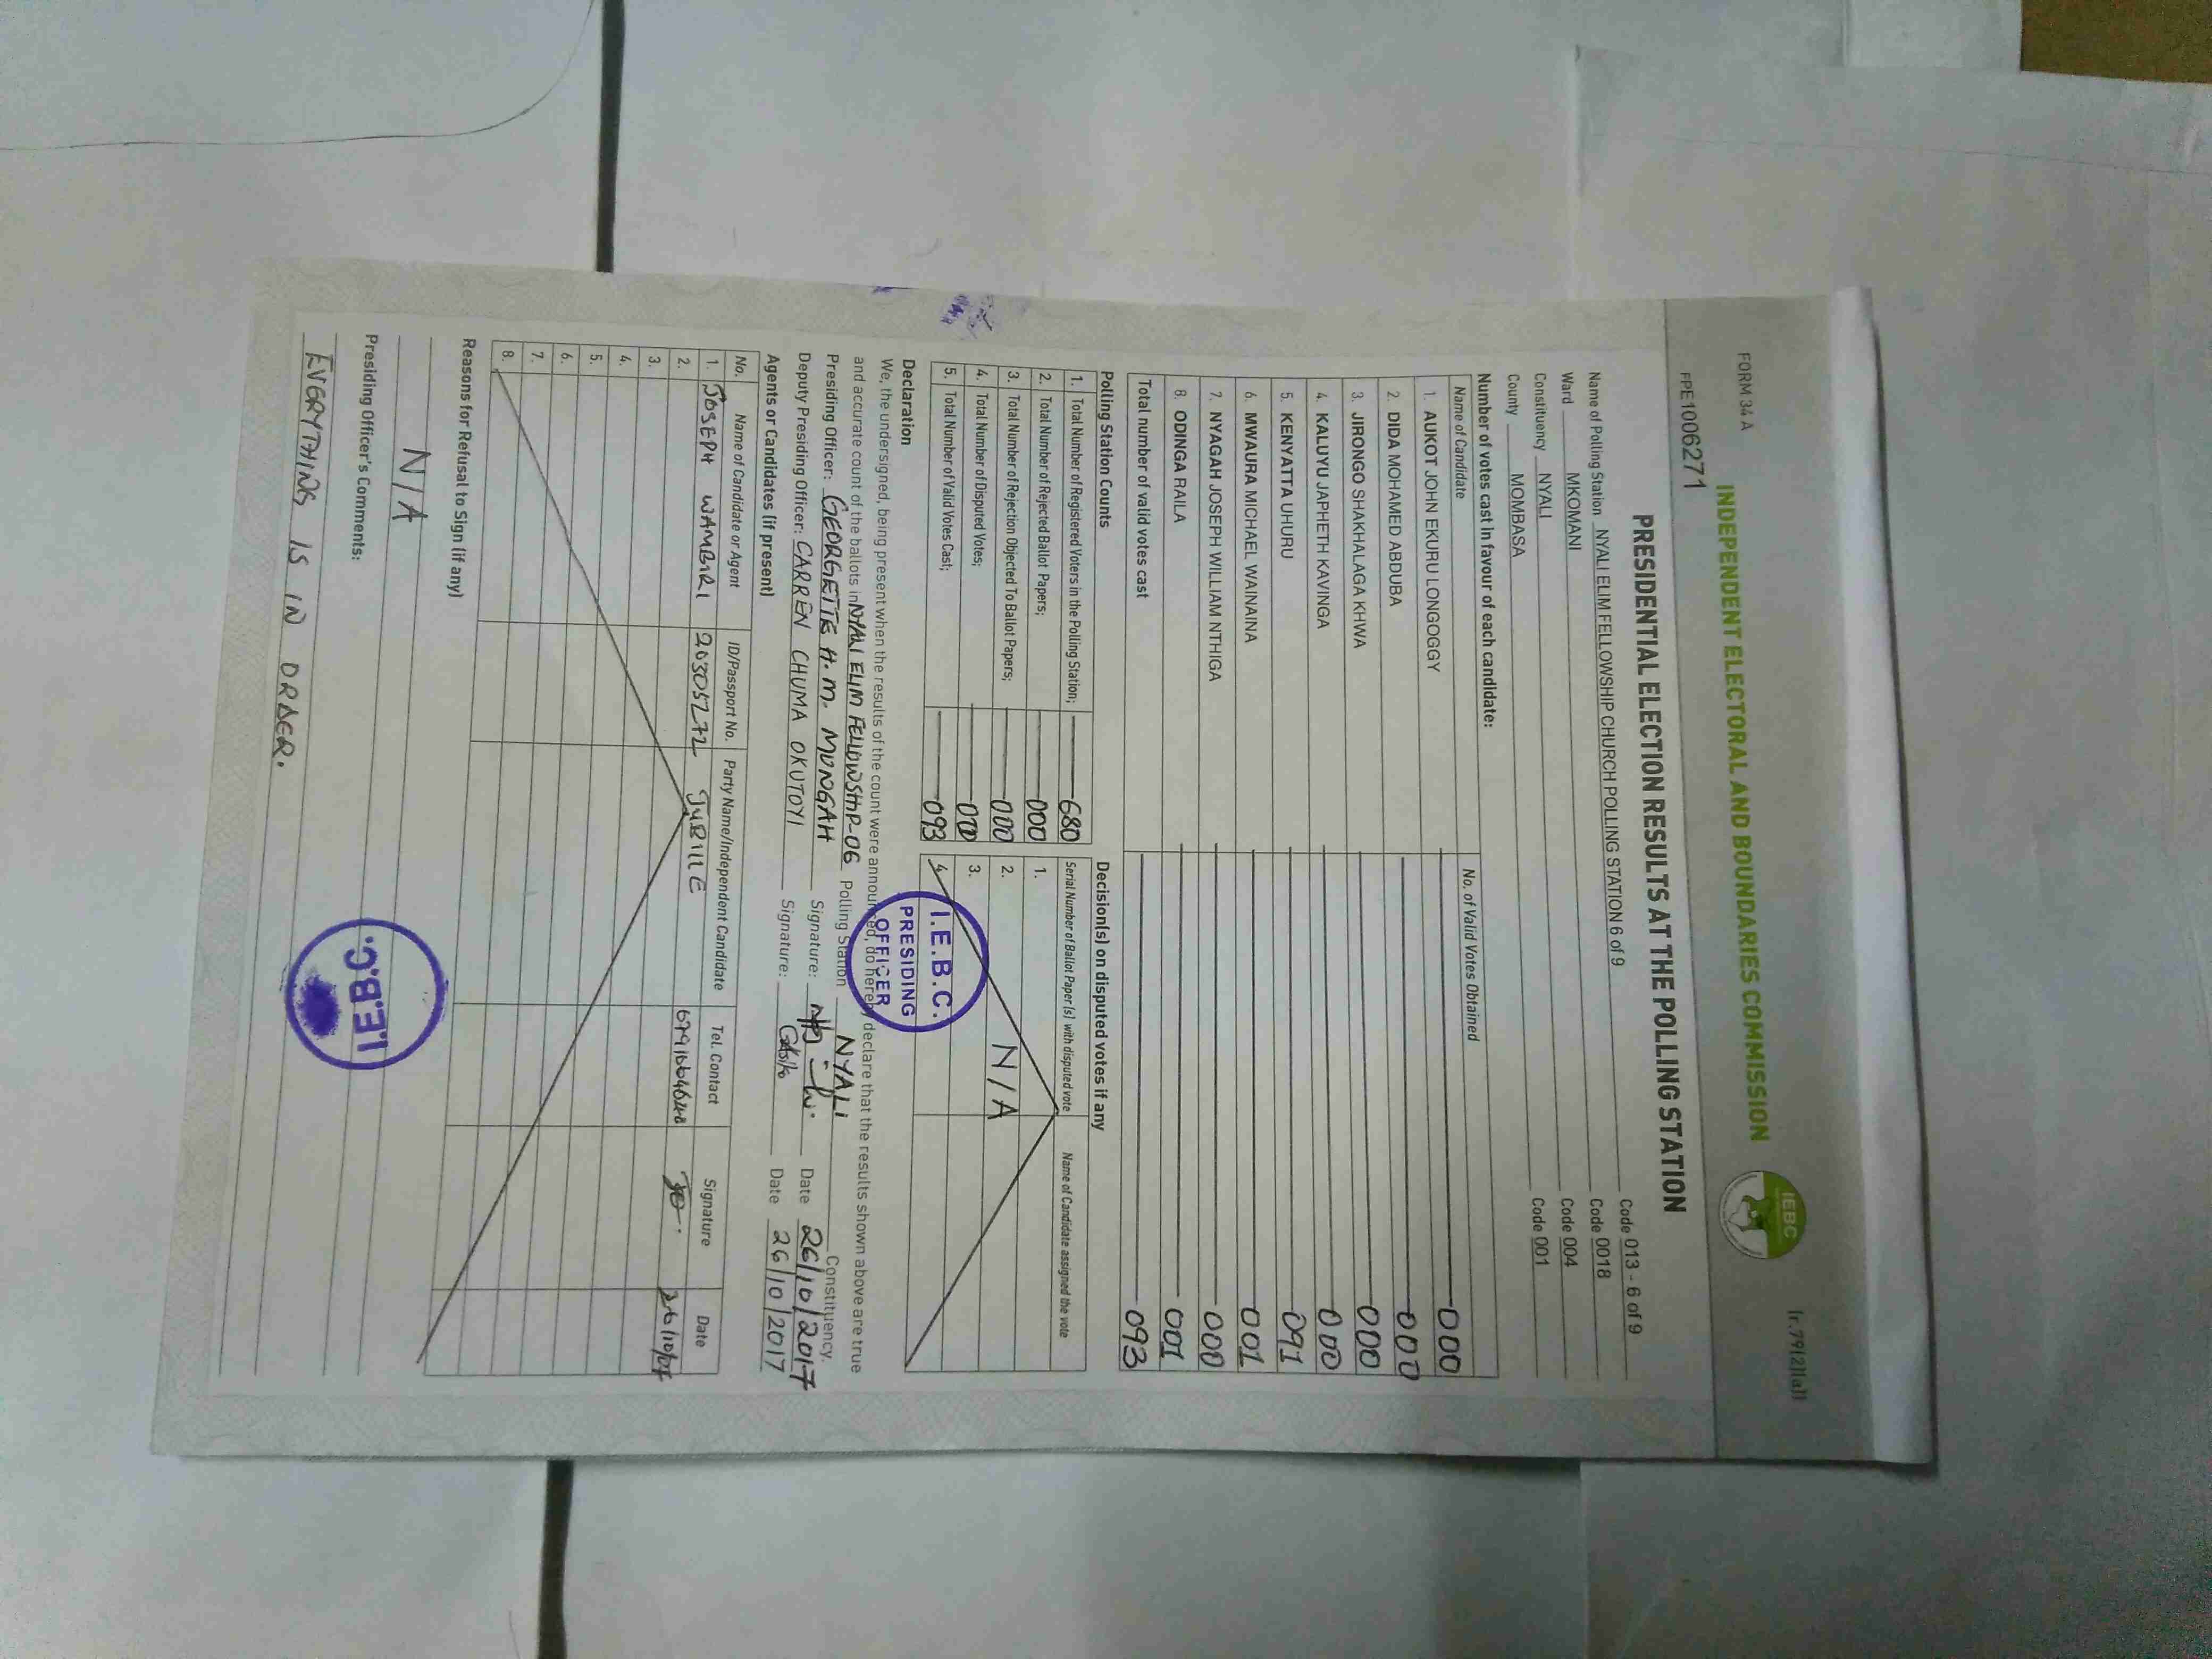 FORM 34 A
(r.79(2)(a))
INDEPENDENT ELECTORAL AND BOUNDARIES COMMISSION
IEBC
FPE1006271
PRESIDENTIAL ELECTION RESULTS AT THE POLLING STATION
Name of Polling Station NYALI ELIM FELLOWSHIP CHURCH POLLING STATION 6 of 9 Code 013 - 6 of 9
Ward MKOMANI Code 0018
Constituency NYALI Code 004
County MOMBASA Code 001
Number of votes cast in favour of each candidate:
Name of Candidate No. of Valid Votes Obtained
1. AUKOT JOHN EKURU LONGOGGY 000
2. DIDA MOHAMED ABDUBA 000
3. JIRONGO SHAKHALAGA KHWA 000
4. KALUYU JAPHETH KAVINGA 000
5. KENYATTA UHURU 091
6. MWAURA MICHAEL WAINAINA 001
7. NYAGAH JOSEPH WILLIAM NTHIGA 000
8. ODINGA RAILA 001
Total number of valid votes cast 093
Polling Station Counts
1. Total Number of Registered Voters in the Polling Station; 680
2. Total Number of Rejected Ballot Papers; 000
3. Total Number of Rejection Objected To Ballot Papers; 000
4. Total Number of Disputed Votes; 000
5. Total Number of Valid Votes Cast; 093
Decision(s) on disputed votes if any
Serial Number of Ballot Paper (s) with disputed vote Name of Candidate assigned the vote
1.
2. N/A
3.
4.
I.E.B.C.
PRESIDING
OFFICER
Declaration
We, the undersigned, being present when the results of the count were announced, do hereby declare that the results shown above are true
and accurate count of the ballots in NYALI ELIM FELLOWSHIP-06 Polling Station NYALI Constituency.
Presiding Officer: GEORGETTE H. M. MUNGAH Signature: Date 26/10/2017
Deputy Presiding Officer: CARREN CHUMA OKUTOYI Signature: Date 26/10/2017
Agents or Candidates (if present)
No. Name of Candidate or Agent ID/Passport No. Party Name/Independent Candidate Tel. Contact Signature Date
1. JOSEPH WAMBIRI JUBILEE
2.
3.
4.
5.
6.
7.
8.
Reasons for Refusal to Sign (if any)
N/A
Presiding Officer's Comments:
EVERYTHING IS IN ORDER.
I.E.B.C.